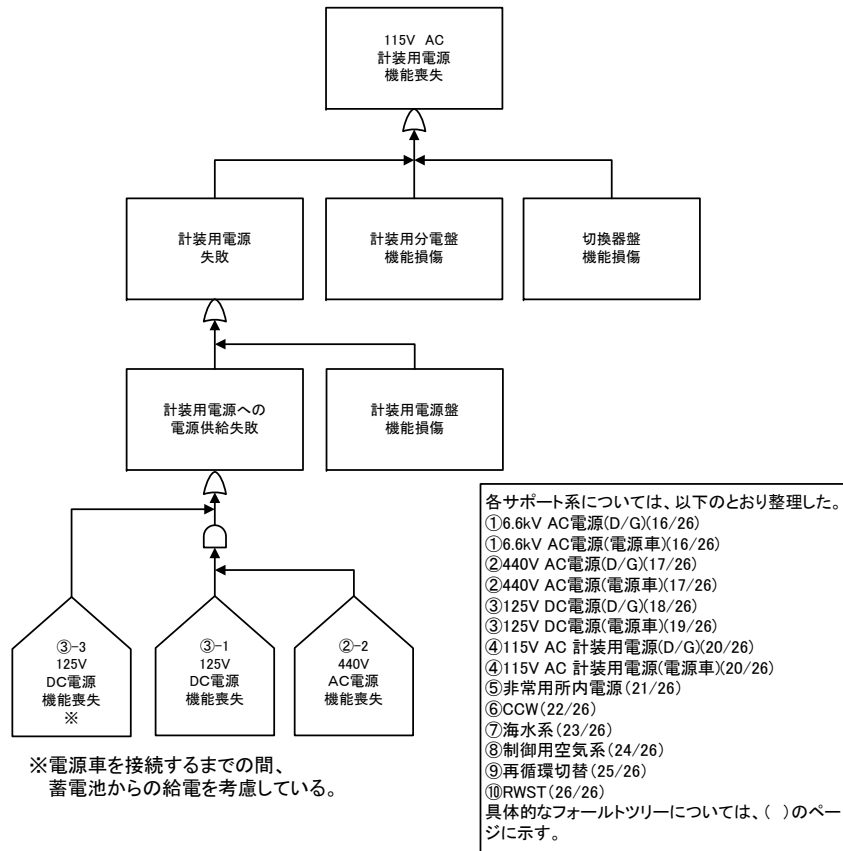 115V AC
計装用電源
機能喪失
計装用電源
失敗
計装用分電盤
機能損傷
切換器盤
機能損傷
計装用電源への
電源供給失敗
計装用電源盤
機能損傷
③-3
125V
DC電源
機能喪失
※
③-1
125V
DC電源
機能喪失
②-2
440V
AC電源
機能喪失
※電源車を接続するまでの間、
蓄電池からの給電を考慮している。
各サポート系については、以下のとおり整理した。
①6.6kV AC電源(D/G)(16/26)
①6.6kV AC電源(電源車)(16/26)
②440V AC電源(D/G)(17/26)
②440V AC電源(電源車)(17/26)
③125V DC電源(D/G)(18/26)
③125V DC電源(電源車)(19/26)
④115V AC 計装用電源(D/G)(20/26)
④115V AC 計装用電源(電源車)(20/26)
⑤非常用所内電源(21/26)
⑥CCW(22/26)
⑦海水系(23/26)
⑧制御用空気系(24/26)
⑨再循環切替(25/26)
⑩RWST(26/26)
具体的なフォールトツリーについては、( )のペー
ジに示す。